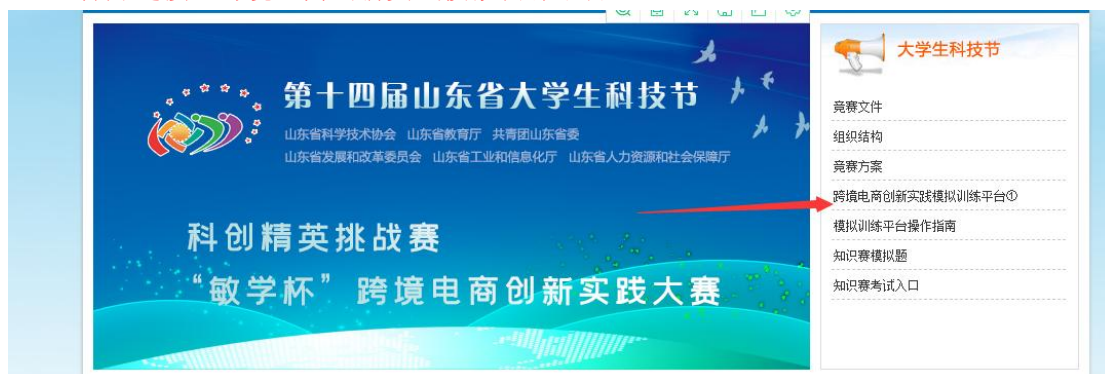 第十四届山东省大学生科技节
山东省科学技术协会 山东省教育厅 共青团山东省委
山东省发展和改革委员会 山东省工业和信息化厅 山东省人力资源和社会保障厅
科创精英挑战赛
“敏学杯”跨境电商创新实践大赛
大学生科技节
竞赛文件
组织结构
竞赛方案
跨境电商创新实践模拟训练平台①
模拟训练平台操作指南
知识赛模拟题
知识赛考试入口